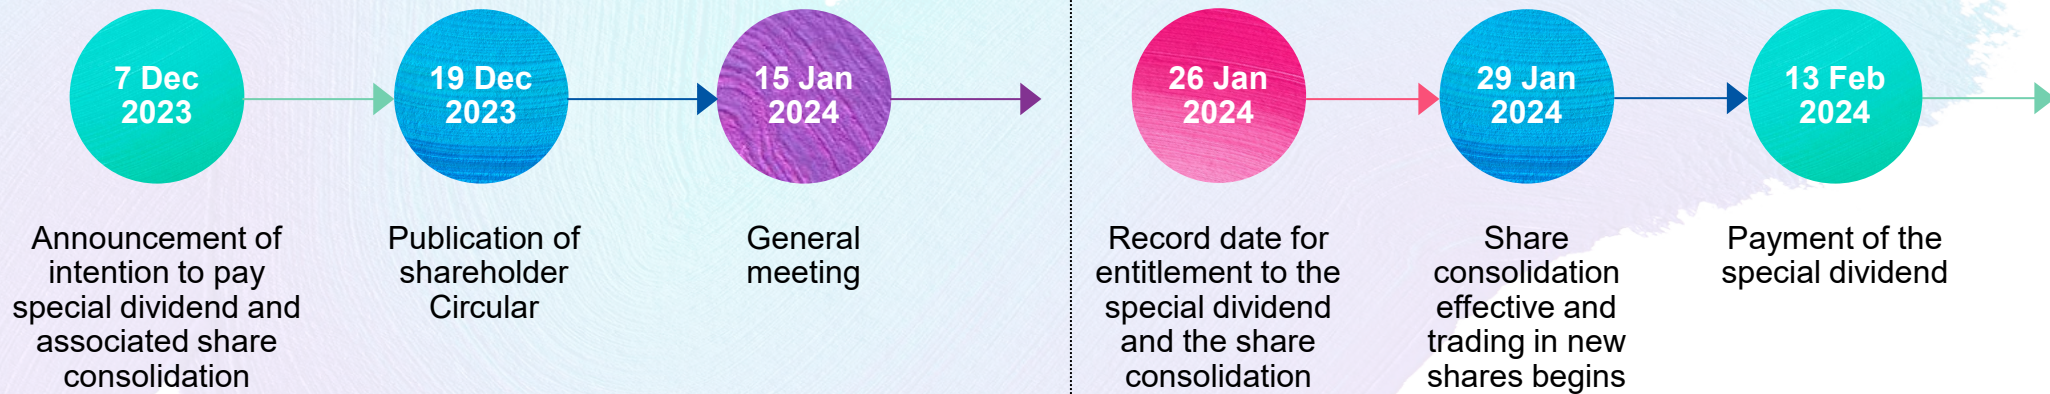 7 Dec
2023
Announcement of
intention to pay
special dividend and
associated share
consolidation
19 Dec
2023
Publication of
shareholder
Circular
15 Jan
2024
General
meeting
26 Jan
2024
Record date for
entitlement to the
special dividend
and the share
consolidation
29 Jan
2024
Share
consolidation
effective and
trading in new
shares begins
13 Feb
2024
Payment of the
special dividend